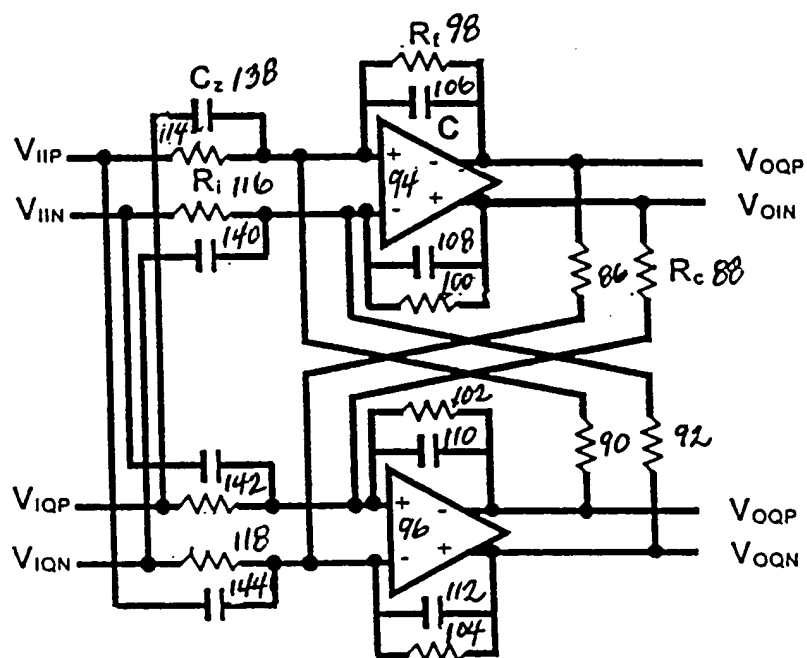 Rf 98
Cz 138
106
C
114
VIIP
+ - -
VOQP
94
Ri 116
VIIN
- +
VOIN
140
108
100
86
Rc 88
102
110
90
92
142
VIQP
+ -
VOQP
96
118
VIQN
- +
VOQN
144
112
104